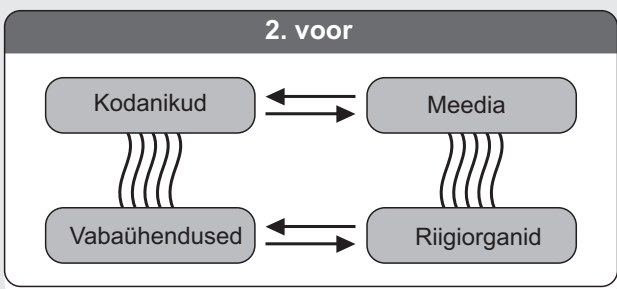 2. voor
Kodanikud
Meedia
Vabaühendused
Riigiorganid